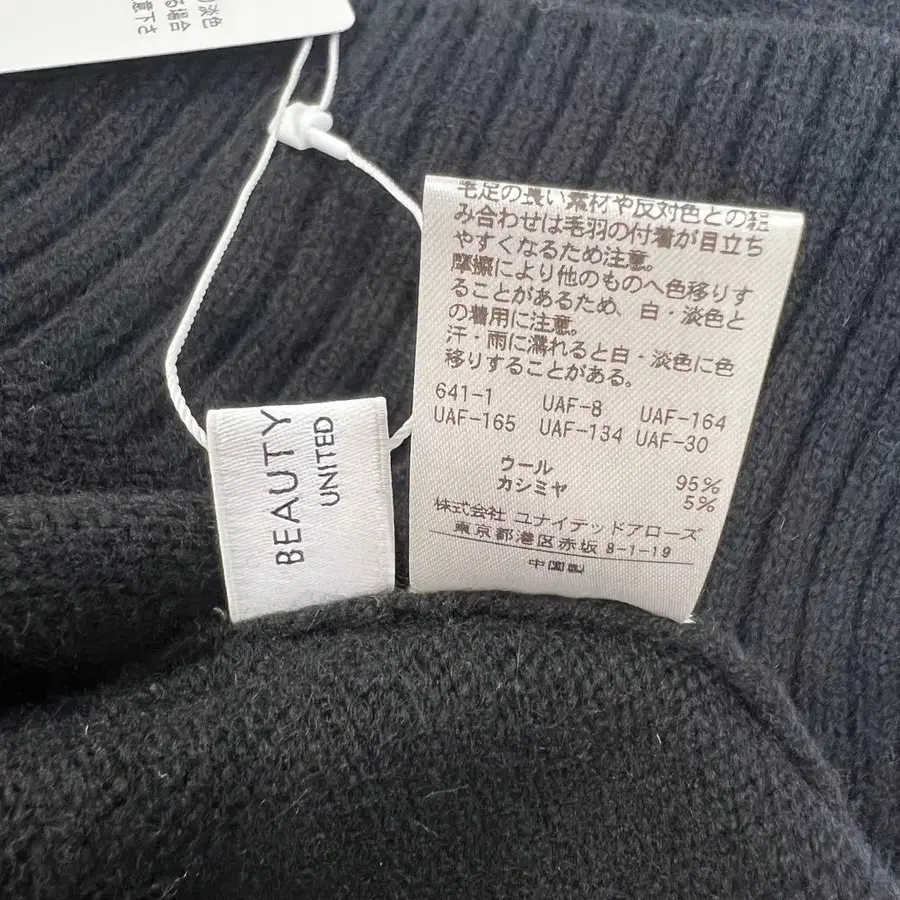 淡色
場合
下さ
毛足の長い素材や反対色との組
み合わせは毛羽の付着が目立ち
やすくなるため注意。
摩擦により他のものへ色移りす
ることがあるため、白・淡色と
の着用に注意。
汗・雨に濡れると白・淡色に色
移りすることがある。
641-1 UAF-8 UAF-164
UAF-165 UAF-134 UAF-30
ウール 95%
カシミヤ 5%
株式会社 ユナイテッドアローズ
東京都港区赤坂 8-1-19
中国製
BEAUTY
UNITED